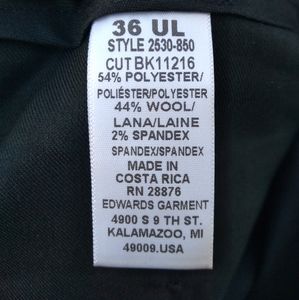 36 UL
STYLE 2530-850
CUT BK11216
54% POLYESTER/
POLIÉSTER/POLYESTER
44% WOOL/
LANA/LAINE
2% SPANDEX
SPANDEX/SPANDEX
MADE IN
COSTA RICA
RN 28876
EDWARDS GARMENT
4900 S 9 TH ST.
KALAMAZOO, MI
49009.USA